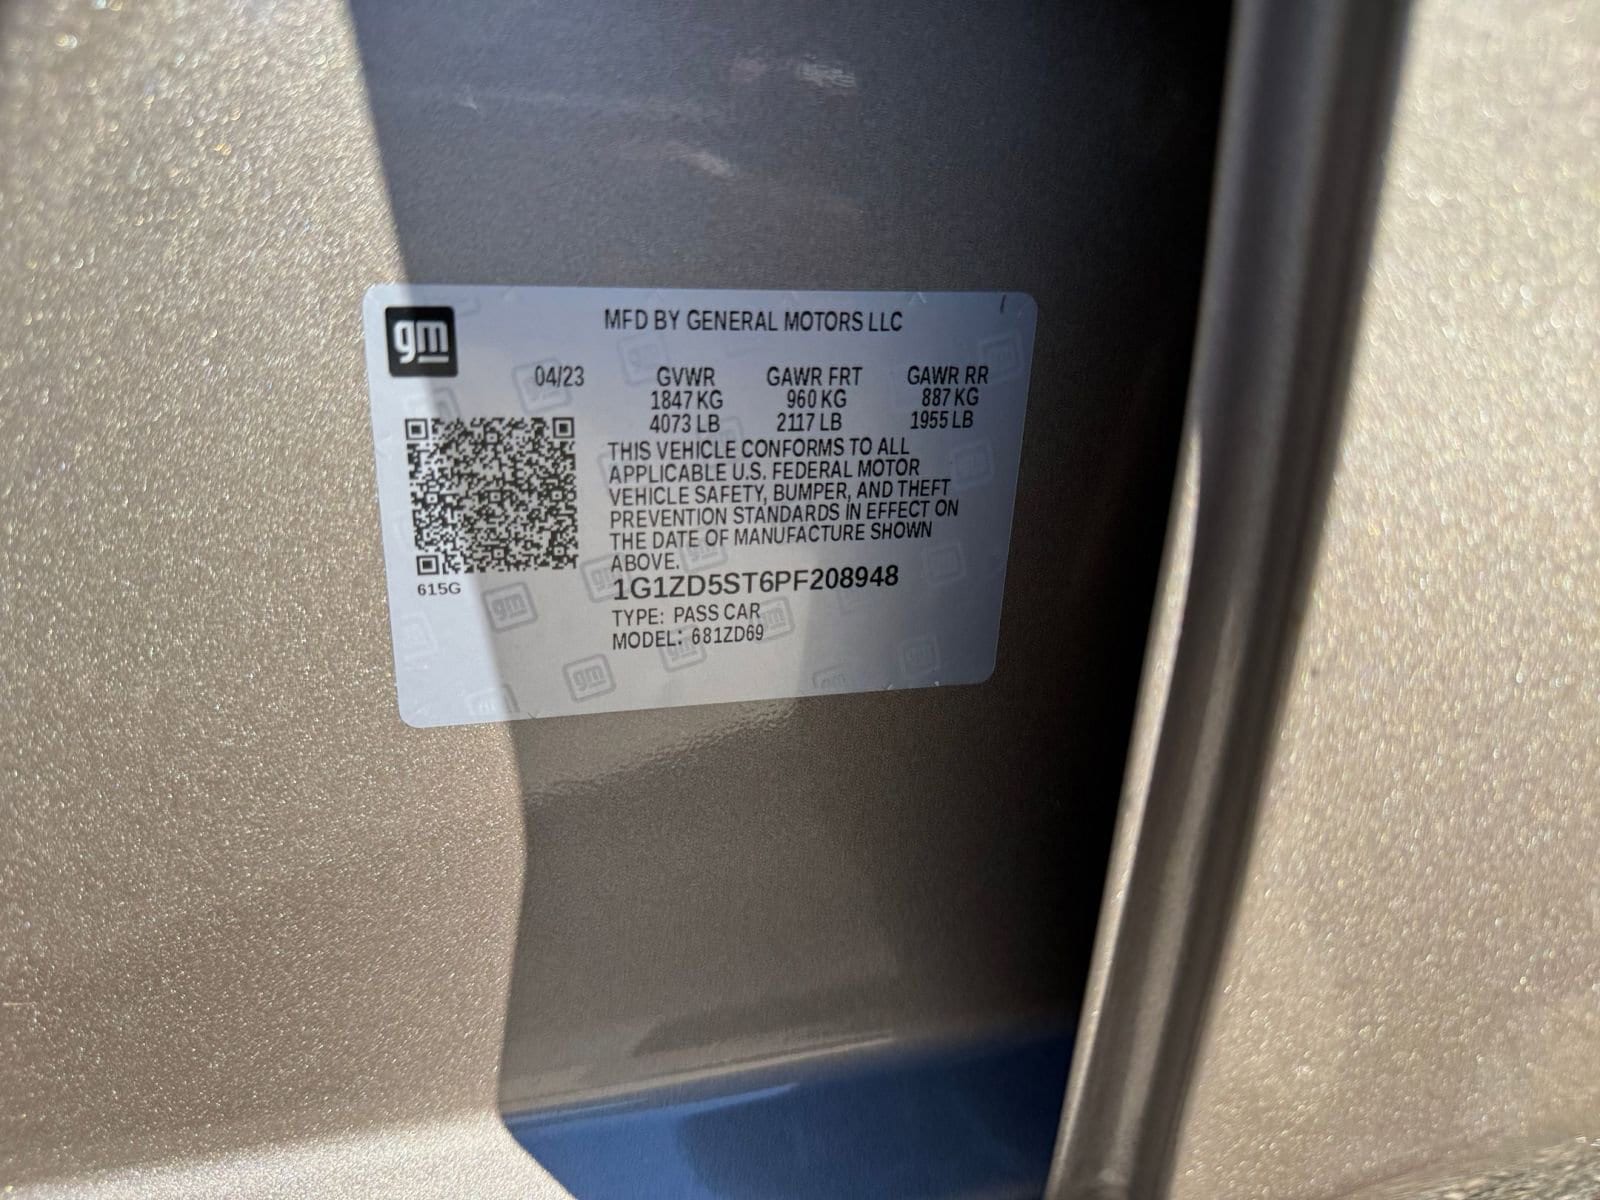 gm
MFD BY GENERAL MOTORS LLC
04/23 GVWR GAWR FRT GAWR RR
1847 KG 960 KG 887 KG
4073 LB 2117 LB 1955 LB
THIS VEHICLE CONFORMS TO ALL
APPLICABLE U.S. FEDERAL MOTOR
VEHICLE SAFETY, BUMPER, AND THEFT
PREVENTION STANDARDS IN EFFECT ON
THE DATE OF MANUFACTURE SHOWN
ABOVE.
615G
1G1ZD5ST6PF208948
TYPE: PASS CAR
MODEL: 681ZD69